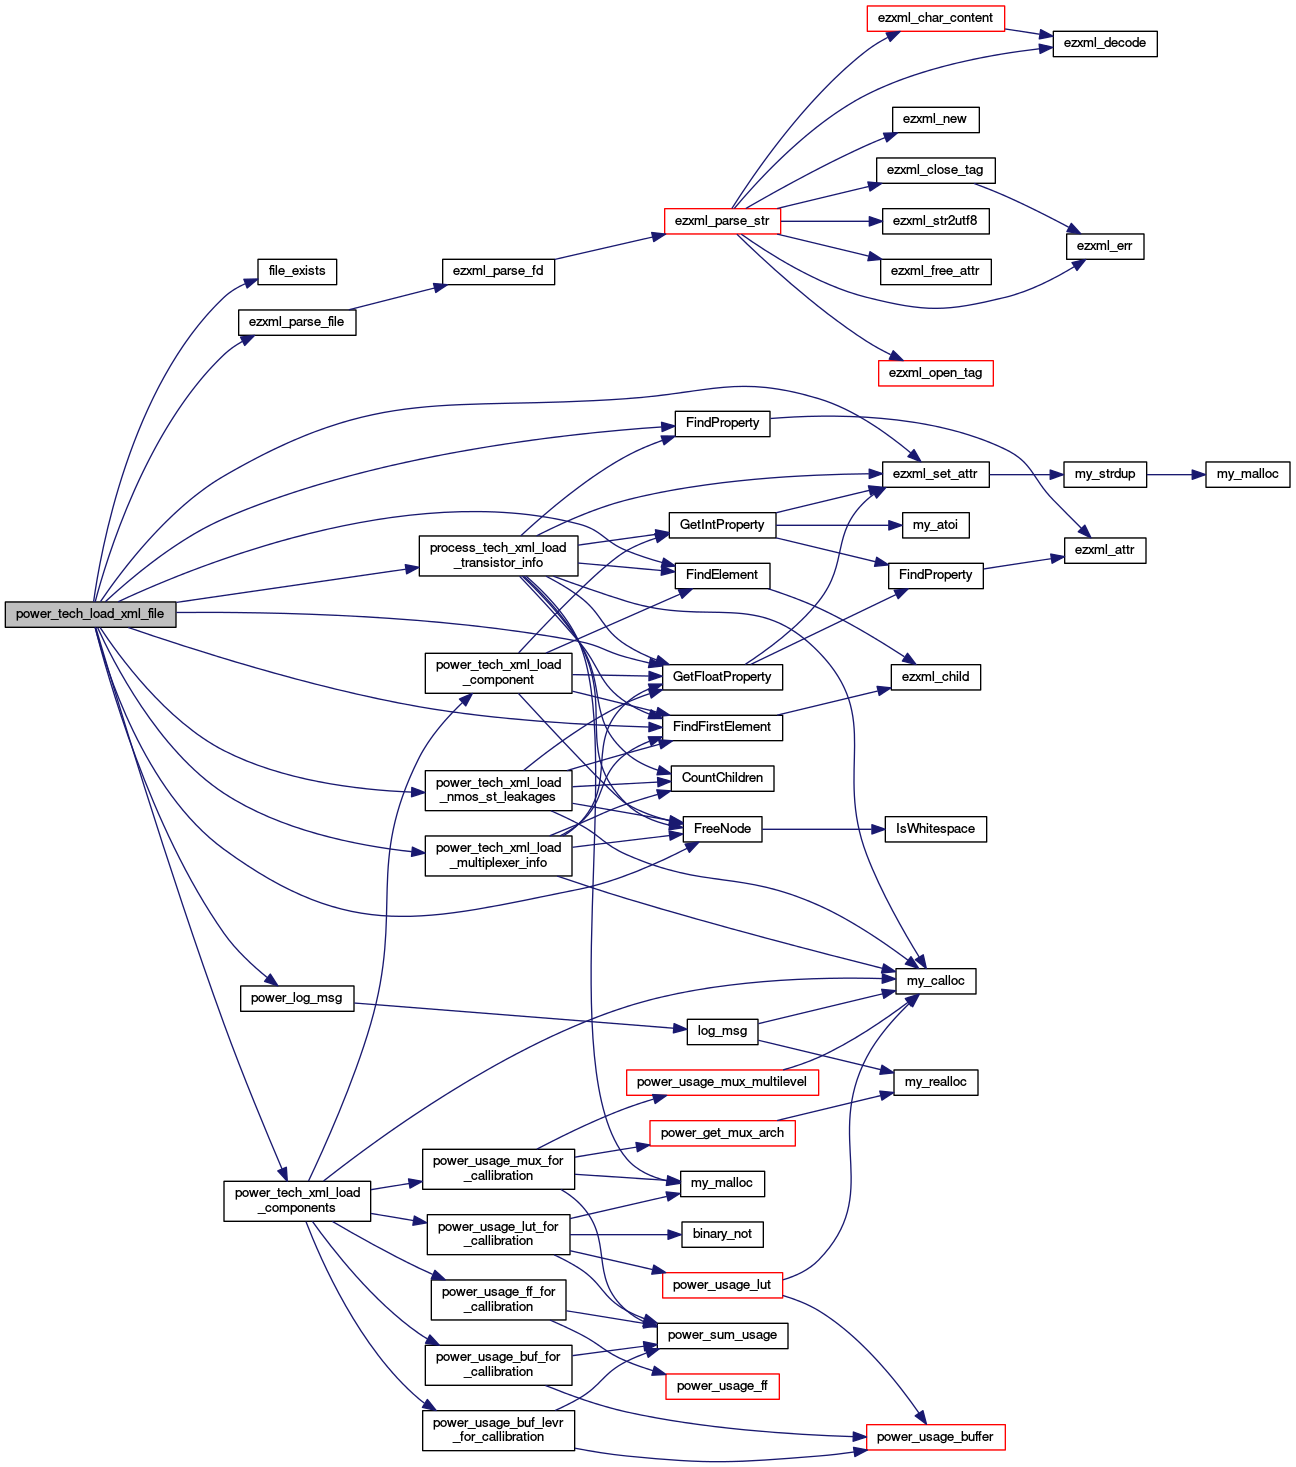 ezxml_char_content
ezxml_decode
ezxml_new
ezxml_close_tag
ezxml_parse_str
ezxml_str2utf8
ezxml_err
file_exists
ezxml_parse_fd
ezxml_free_attr
ezxml_parse_file
ezxml_open_tag
FindProperty
ezxml_set_attr
my_strdup
my_malloc
GetIntProperty
my_atoi
process_tech_xml_load
_transistor_info
ezxml_attr
FindElement
FindProperty
power_tech_load_xml_file
power_tech_xml_load
_component
GetFloatProperty
ezxml_child
FindFirstElement
power_tech_xml_load
_nmos_st_leakages
CountChildren
FreeNode
IsWhitespace
power_tech_xml_load
_multiplexer_info
my_calloc
power_log_msg
log_msg
power_usage_mux_multilevel
my_realloc
power_get_mux_arch
power_usage_mux_for
_callibration
my_malloc
power_tech_xml_load
_components
power_usage_lut_for
_callibration
binary_not
power_usage_lut
power_usage_ff_for
_callibration
power_sum_usage
power_usage_buf_for
_callibration
power_usage_ff
power_usage_buf_levr
_for_callibration
power_usage_buffer